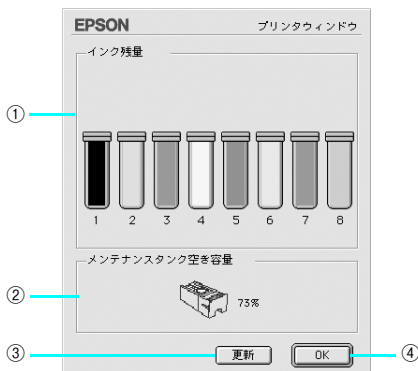 EPSON プリンタウィンドウ
インク残量
①
1 2 3 4 5 6 7 8
メンテナンスタンク空き容量
②
73%
③ 更新 OK ④